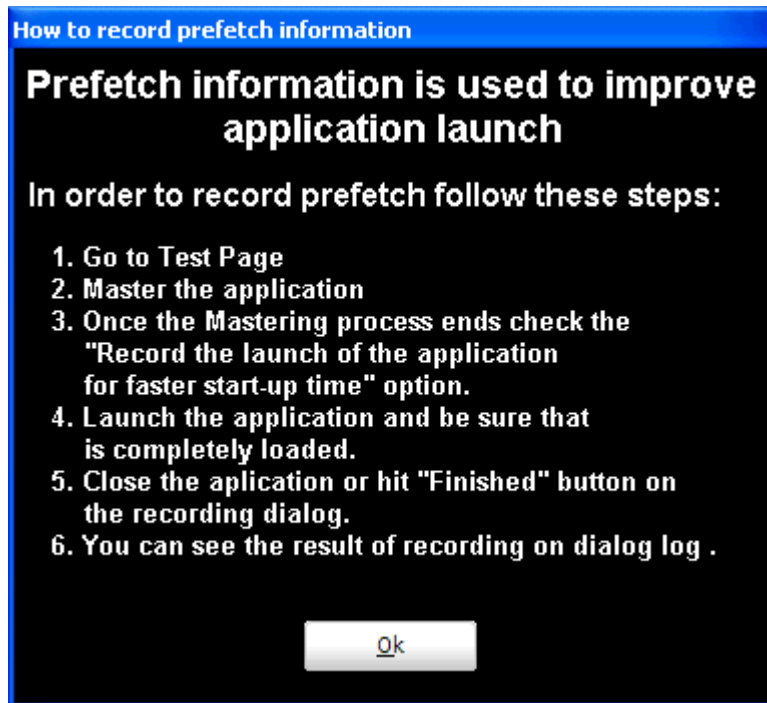 How to record prefetch information
Prefetch information is used to improve
application launch
In order to record prefetch follow these steps:
1. Go to Test Page
2. Master the application
3. Once the Mastering process ends check the
"Record the launch of the application
for faster start-up time" option.
4. Launch the application and be sure that
is completely loaded.
5. Close the aplication or hit "Finished" button on
the recording dialog.
6. You can see the result of recording on dialog log .
Ok